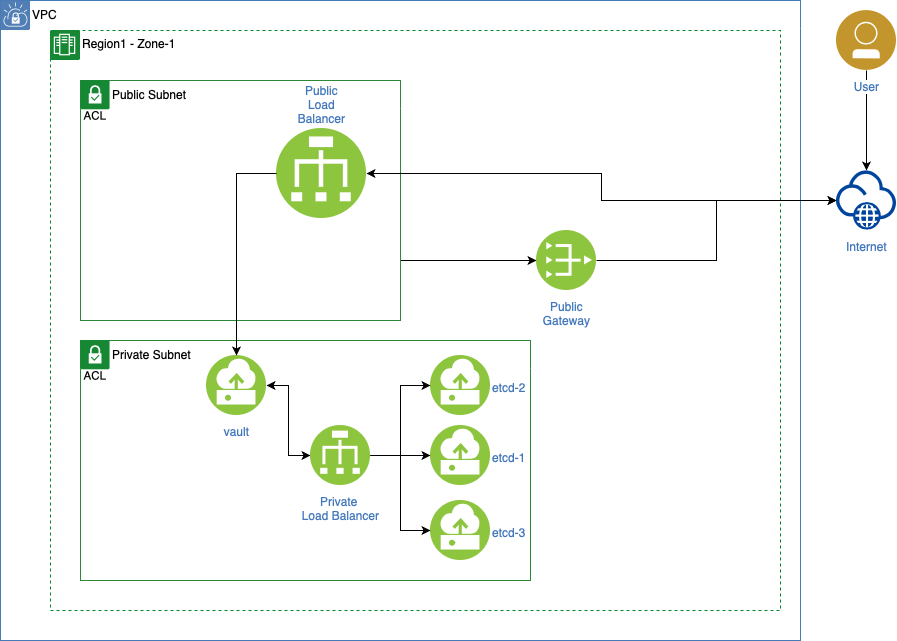 VPC
Region1 - Zone-1
User
Public Subnet
ACL
Public
Load
Balancer
Internet
Public
Gateway
Private Subnet
ACL
vault
etcd-2
etcd-1
Private
Load Balancer
etcd-3